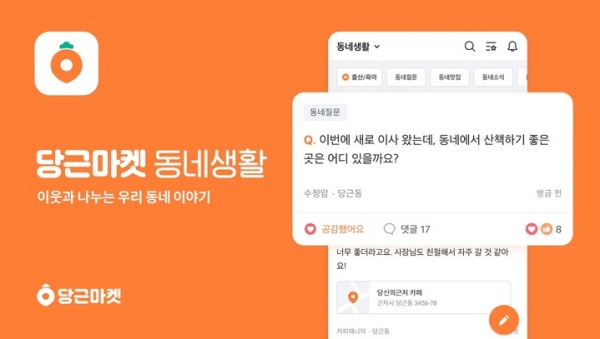 당근마켓 동네생활
이웃과 나누는 우리 동네 이야기
당근마켓
동네생활
출산/육아
동네질문
동네맛집
동네소식
동네질문
Q. 이번에 새로 이사 왔는데, 동네에서 산책하기 좋은
곳은 어디 있을까요?
수정맘 · 당근동
방금 전
공감했어요
댓글 17
8
너무 좋더라고요. 사장님도 친절해서 자주 갈 것 같아
요!
당신의근처 카페
근처시 당근동 3456-78
커피매니아 · 당근동